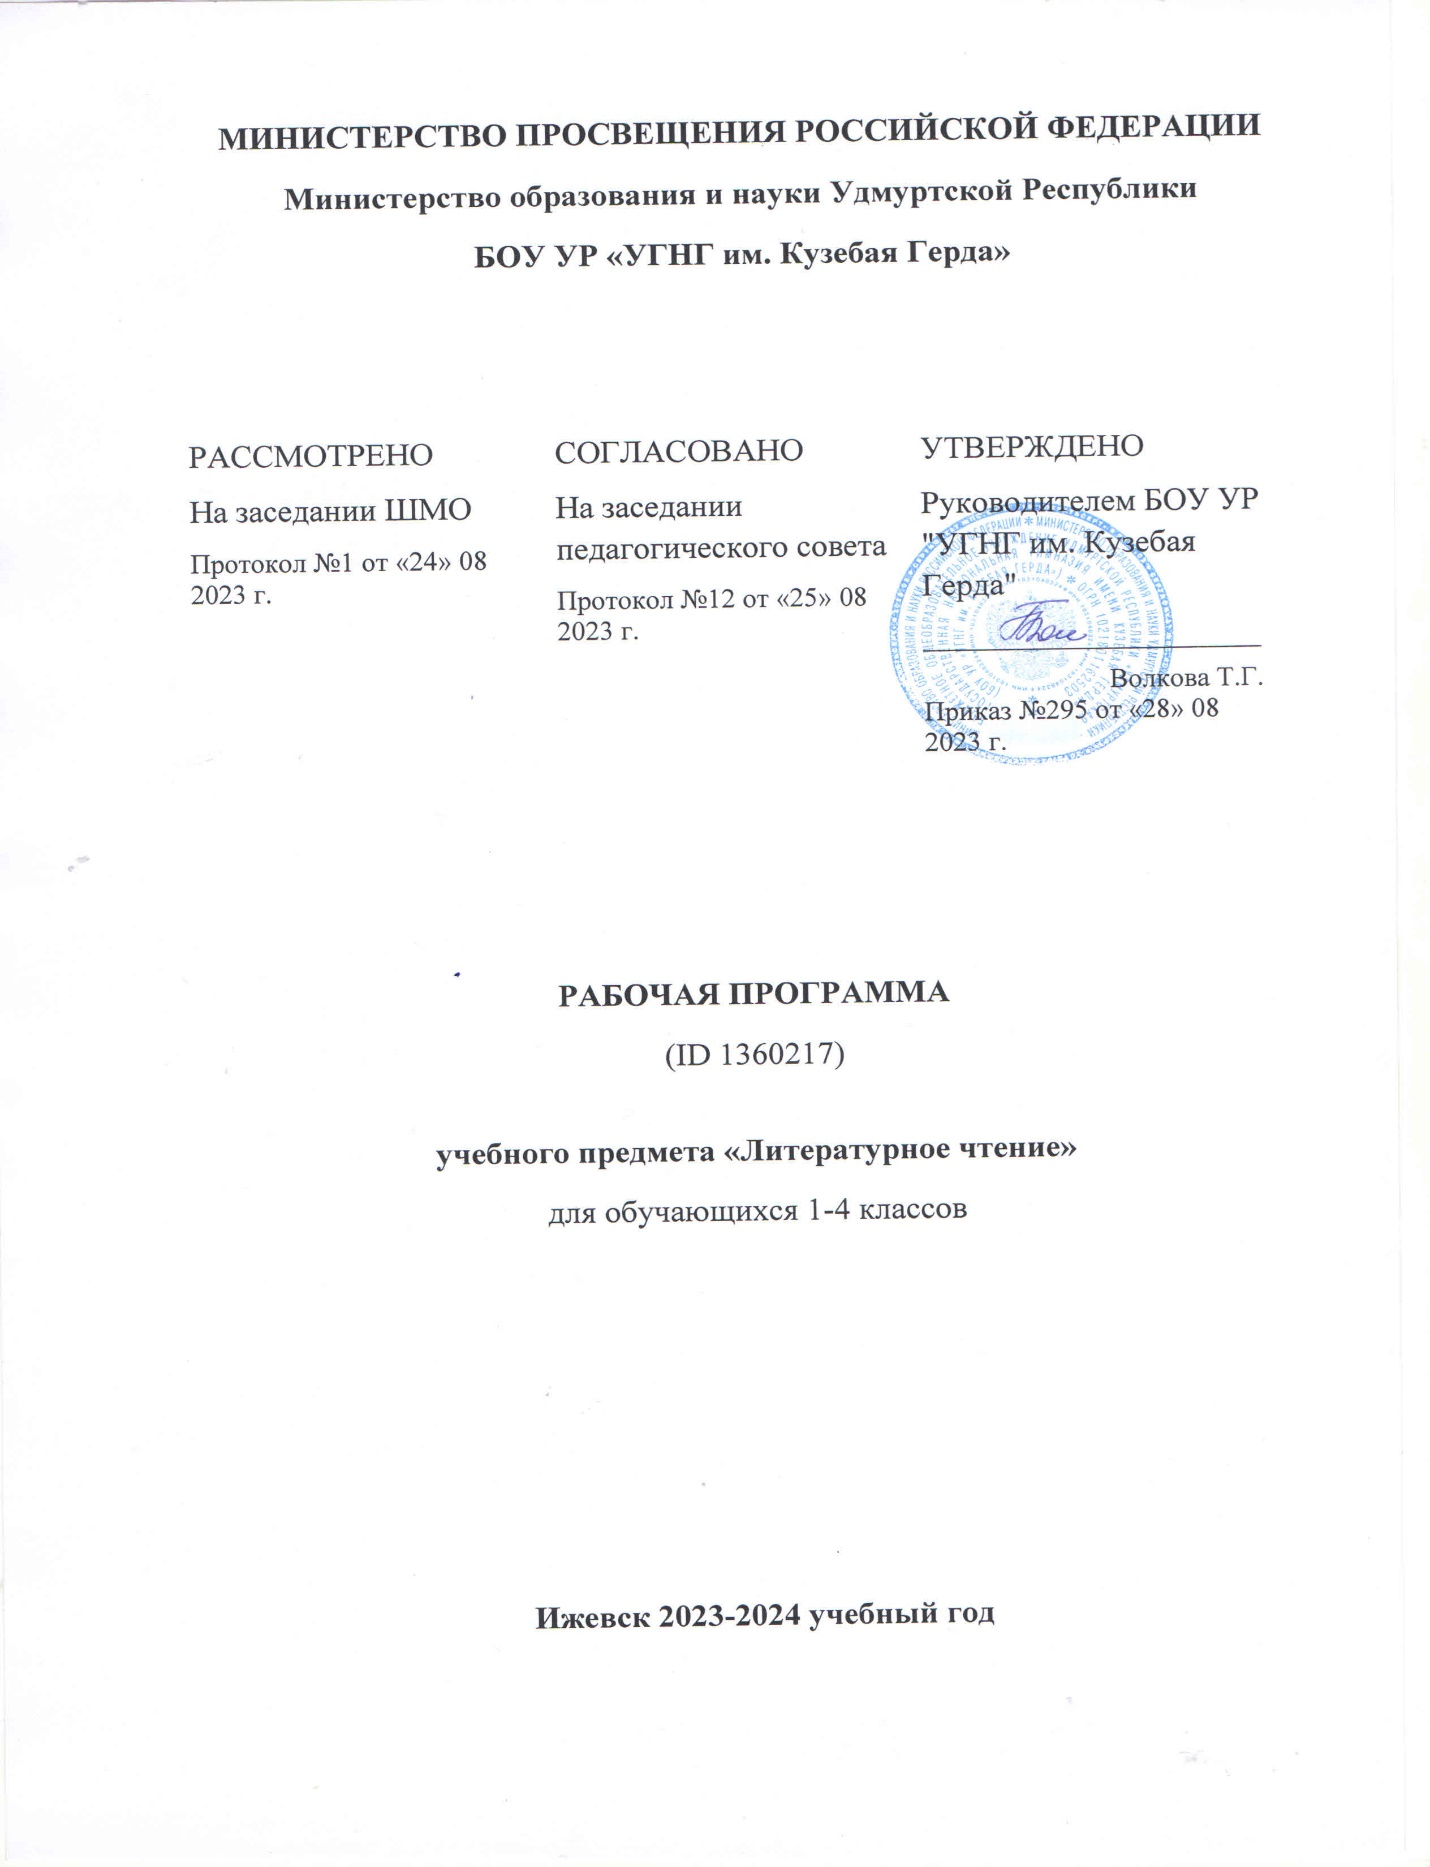 МИНИСТЕРСТВО ПРОСВЕЩЕНИЯ РОССИЙСКОЙ ФЕДЕРАЦИИ
Министерство образования и науки Удмуртской Республики
БОУ УР «УГНГ им. Кузебая Герда»
РАССМОТРЕНО
На заседании ШМО
Протокол №1 от «24» 08
2023 г.
СОГЛАСОВАНО
На заседании
педагогического совета
Протокол №12 от «25» 08
2023 г.
УТВЕРЖДЕНО
Руководителем БОУ УР
"УГНГ им. Кузебая
Герда"
Волкова Т.Г.
Приказ №295 от «28» 08
2023 г.
РАБОЧАЯ ПРОГРАММА
(ID 1360217)
учебного предмета «Литературное чтение»
для обучающихся 1-4 классов
Ижевск 2023-2024 учебный год